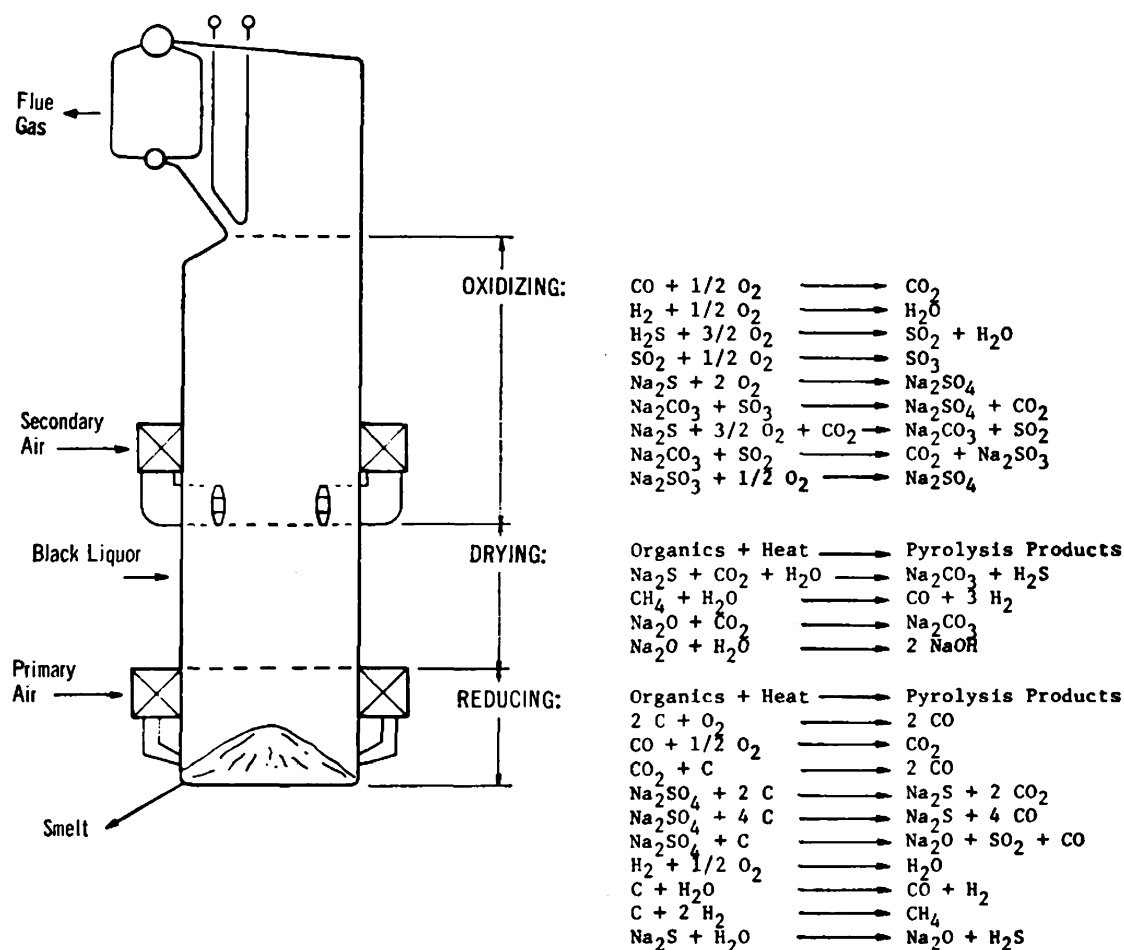 Flue
Gas
OXIDIZING:
CO + 1/2 O₂ ⟶ CO₂
H₂ + 1/2 O₂ ⟶ H₂O
H₂S + 3/2 O₂ ⟶ SO₂ + H₂O
SO₂ + 1/2 O₂ ⟶ SO₃
Na₂S + 2 O₂ ⟶ Na₂SO₄
Na₂CO₃ + SO₃ ⟶ Na₂SO₄ + CO₂
Na₂S + 3/2 O₂ + CO₂ ⟶ Na₂CO₃ + SO₂
Na₂CO₃ + SO₂ ⟶ CO₂ + Na₂SO₃
Na₂SO₃ + 1/2 O₂ ⟶ Na₂SO₄
Secondary
Air
Black Liquor
DRYING:
Organics + Heat ⟶ Pyrolysis Products
Na₂S + CO₂ + H₂O ⟶ Na₂CO₃ + H₂S
CH₄ + H₂O ⟶ CO + 3 H₂
Na₂O + CO₂ ⟶ Na₂CO₃
Na₂O + H₂O ⟶ 2 NaOH
Primary
Air
REDUCING:
Organics + Heat ⟶ Pyrolysis Products
2 C + O₂ ⟶ 2 CO
CO + 1/2 O₂ ⟶ CO₂
CO₂ + C ⟶ 2 CO
Na₂SO₄ + 2 C ⟶ Na₂S + 2 CO₂
Na₂SO₄ + 4 C ⟶ Na₂S + 4 CO
Na₂SO₄ + C ⟶ Na₂O + SO₂ + CO
H₂ + 1/2 O₂ ⟶ H₂O
C + H₂O ⟶ CO + H₂
C + 2 H₂ ⟶ CH₄
Na₂S + H₂O ⟶ Na₂O + H₂S
Smelt